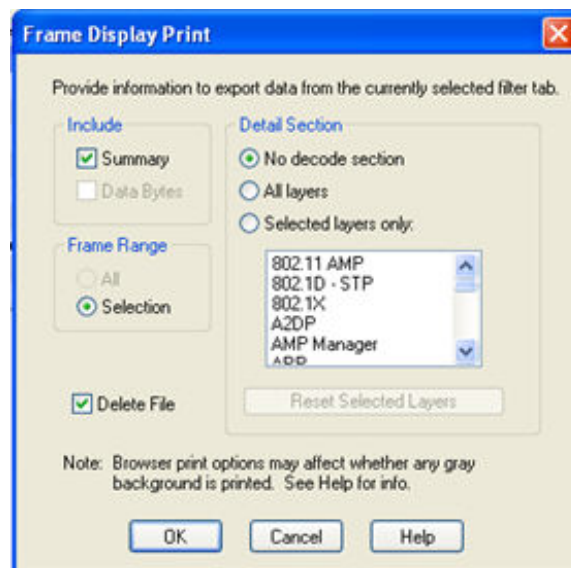 Frame Display Print
Provide information to export data from the currently selected filter tab.
Include
Summary
Data Bytes
Frame Range
All
Selection
Delete File
Detail Section
No decode section
All layers
Selected layers only:
802.11 AMP
802.1D - STP
802.1X
A2DP
AMP Manager
Reset Selected Layers
Note: Browser print options may affect whether any gray
background is printed. See Help for info.
OK
Cancel
Help